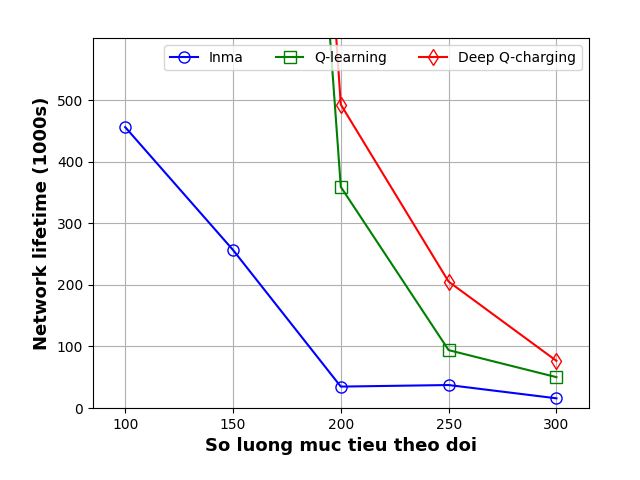 Inma Q-learning Deep Q-charging
Network lifetime (1000s)
500
400
300
200
100
0
100 150 200 250 300
So luong muc tieu theo doi